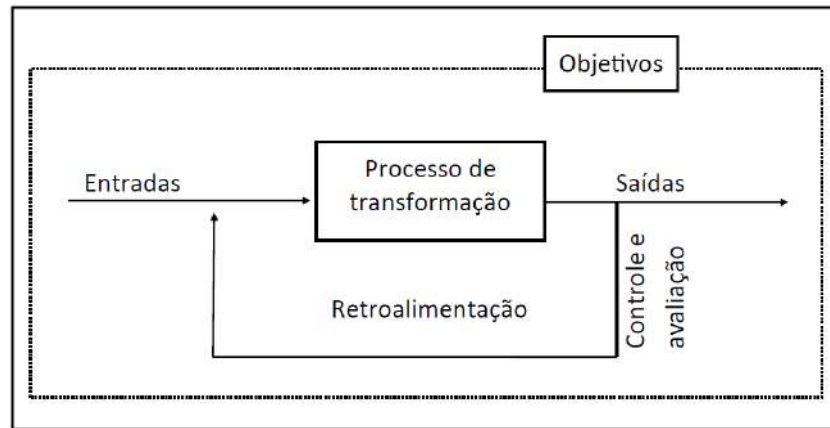 Objetivos
Entradas
Processo de
transformação
Saídas
Retroalimentação
Controle e
avaliação